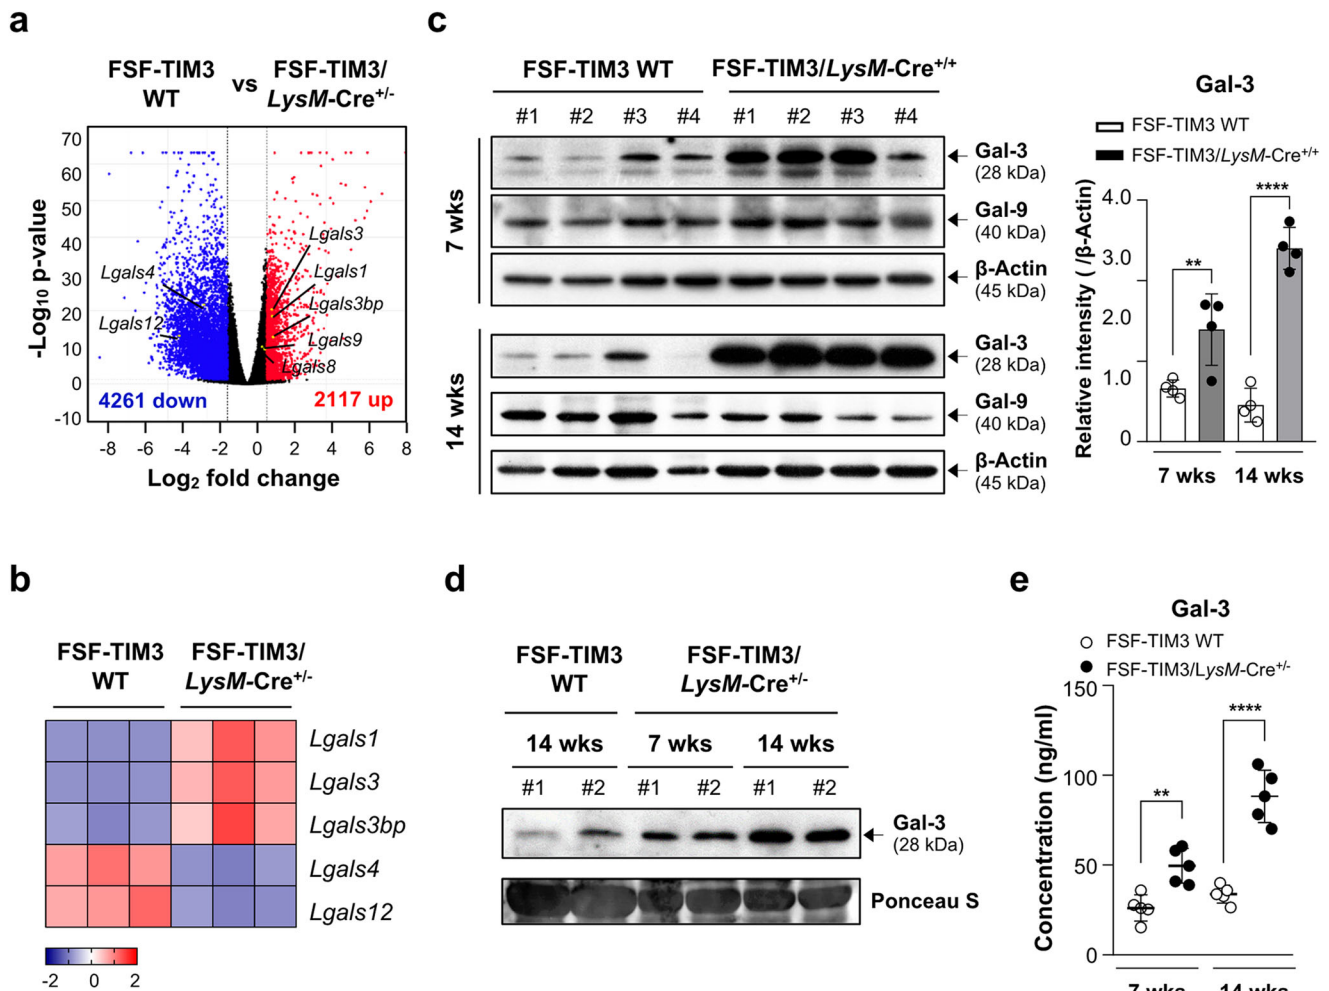 a
FSF-TIM3
WT
vs
FSF-TIM3/
LysM-Cre+/-
-Log10 p-value
70
60
50
40
30
20
10
0
-10
Lgals3
Lgals4
Lgals1
Lgals3bp
Lgals12
Lgals9
Lgals8
4261 down
2117 up
-8 -6 -4 -2 0 2 4 6 8
Log2 fold change
b
FSF-TIM3
WT
FSF-TIM3/
LysM-Cre+/-
Lgals1
Lgals3
Lgals3bp
Lgals4
Lgals12
-2 0 2
c
FSF-TIM3 WT
FSF-TIM3/LysM-Cre+/+
#1 #2 #3 #4 #1 #2 #3 #4
7 wks
Gal-3
(28 kDa)
Gal-9
(40 kDa)
β-Actin
(45 kDa)
14 wks
Gal-3
(28 kDa)
Gal-9
(40 kDa)
β-Actin
(45 kDa)
Gal-3
FSF-TIM3 WT
FSF-TIM3/LysM-Cre+/+
Relative intensity ( /β-Actin)
4.0
3.0
2.0
1.0
0
**
****
7 wks 14 wks
d
FSF-TIM3
WT
FSF-TIM3/
LysM-Cre+/-
14 wks 7 wks 14 wks
#1 #2 #1 #2 #1 #2
Gal-3
(28 kDa)
Ponceau S
e
Gal-3
FSF-TIM3 WT
FSF-TIM3/LysM-Cre+/-
Concentration (ng/ml)
150
100
50
0
**
****
7 wks 14 wks